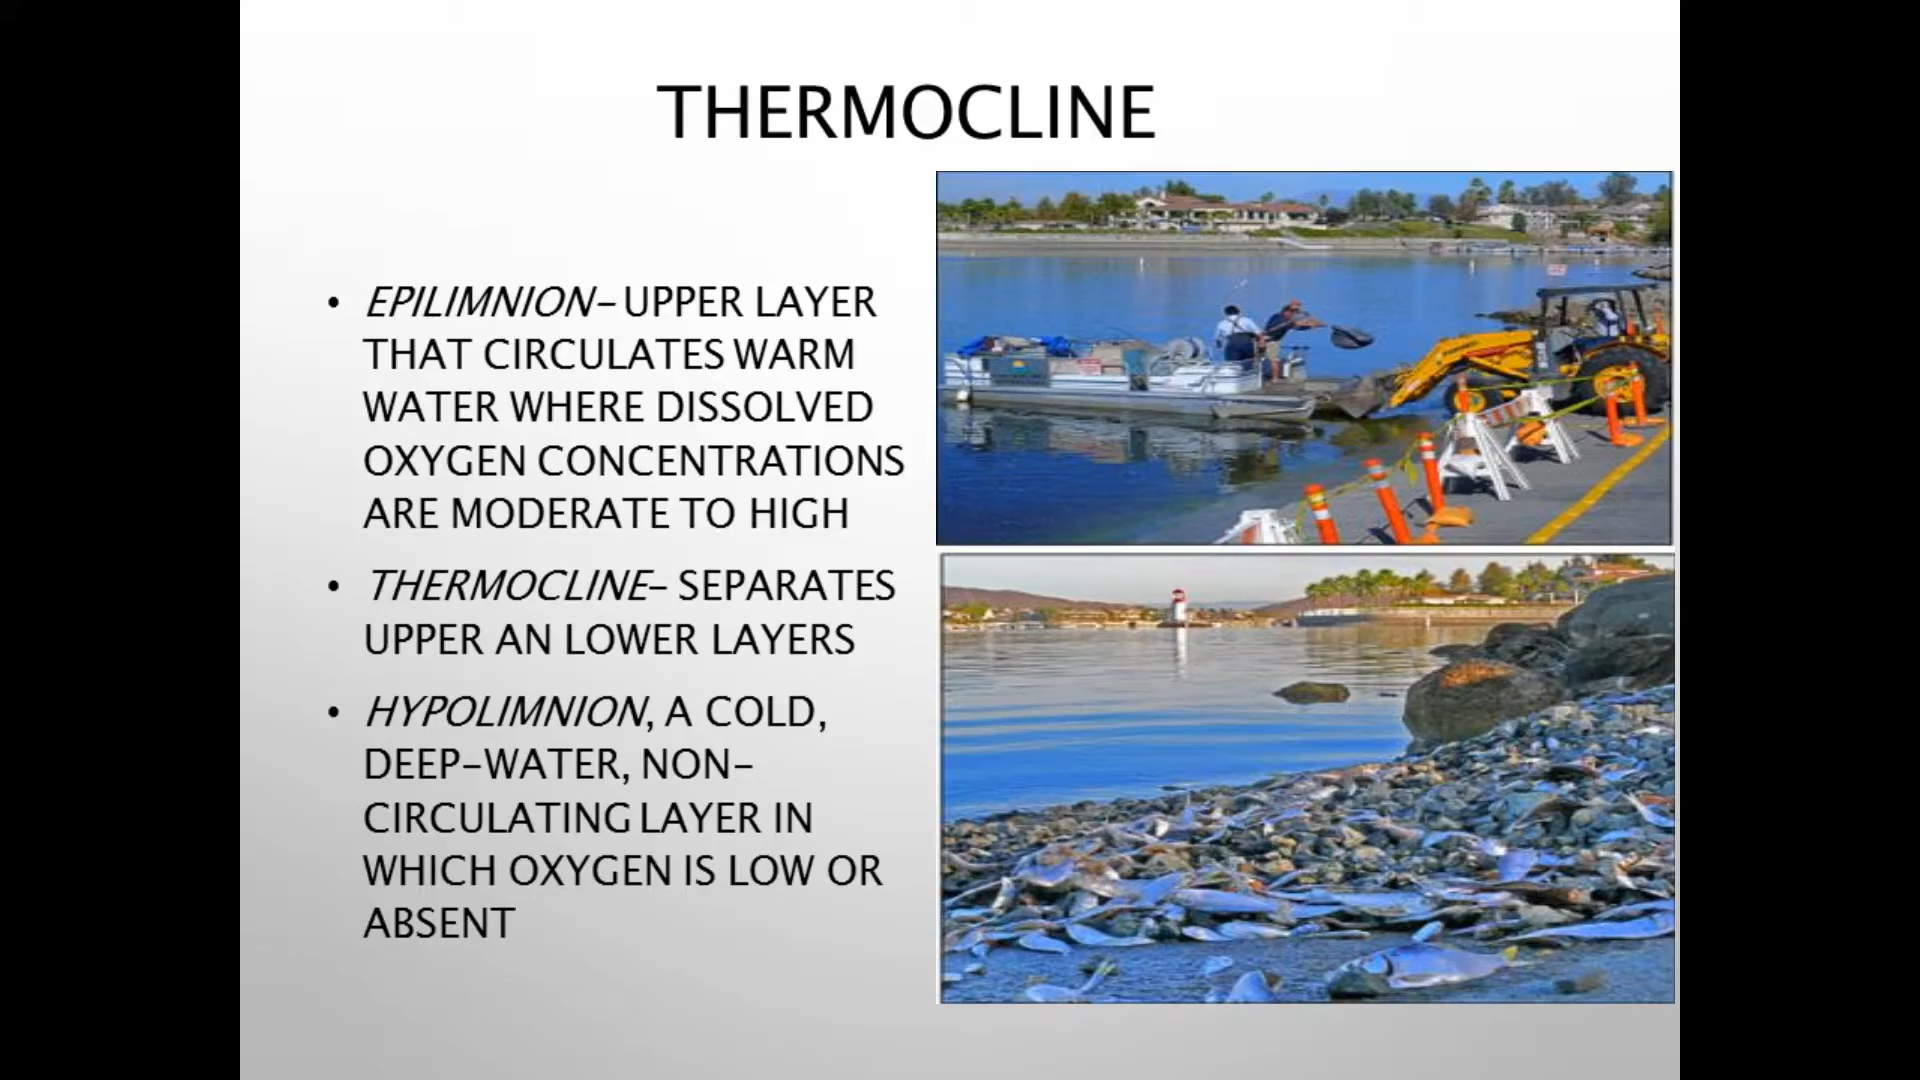 THERMOCLINE
• EPILIMNION- UPPER LAYER
THAT CIRCULATES WARM
WATER WHERE DISSOLVED
OXYGEN CONCENTRATIONS
ARE MODERATE TO HIGH
• THERMOCLINE- SEPARATES
UPPER AN LOWER LAYERS
• HYPOLIMNION, A COLD,
DEEP-WATER, NON-
CIRCULATING LAYER IN
WHICH OXYGEN IS LOW OR
ABSENT